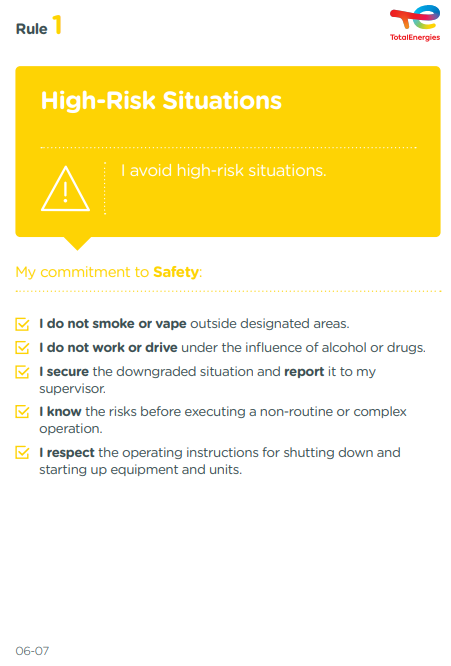 Rule 1
TotalEnergies
High-Risk Situations
!
I avoid high-risk situations.
My commitment to Safety:
I do not smoke or vape outside designated areas.
I do not work or drive under the influence of alcohol or drugs.
I secure the downgraded situation and report it to my
supervisor.
I know the risks before executing a non-routine or complex
operation.
I respect the operating instructions for shutting down and
starting up equipment and units.
06-07